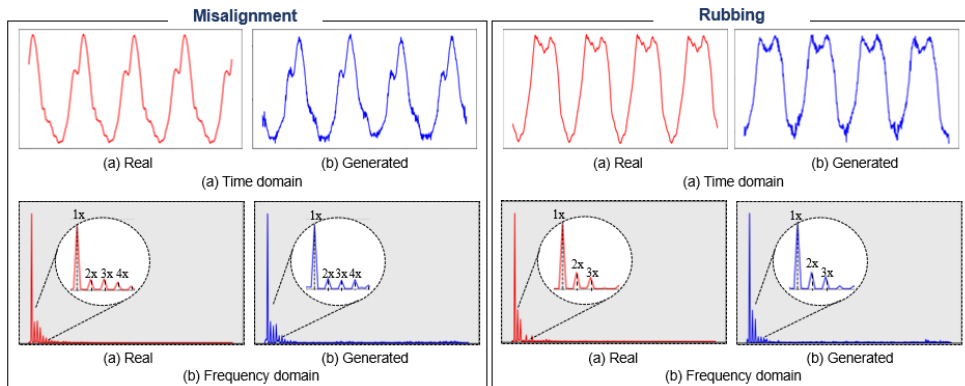 Misalignment
(a) Real
(b) Generated
(a) Time domain
1x
2x 3x 4x
1x
2x 3x 4x
(a) Real
(b) Generated
(b) Frequency domain
Rubbing
(a) Real
(b) Generated
(a) Time domain
1x
2x
3x
1x
2x
3x
(a) Real
(b) Generated
(b) Frequency domain